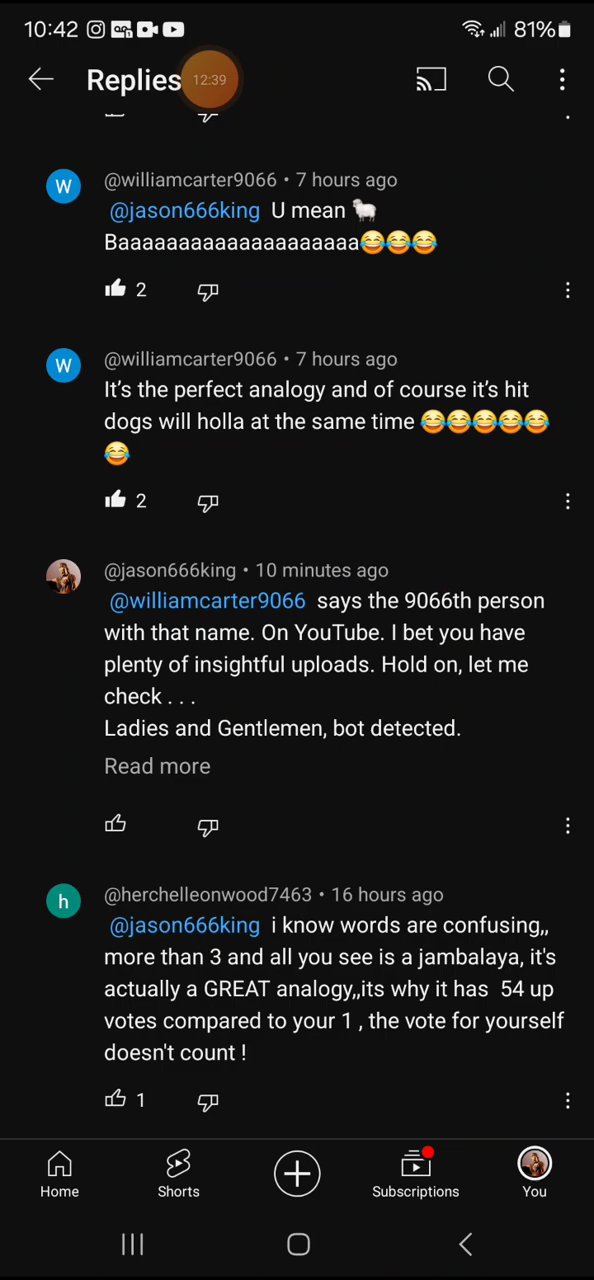 10:42 81%
Replies 12:39
@williamcarter9066 • 7 hours ago
@jason666king U mean 🐑
Baaaaaaaaaaaaaaaaaaaa😂😂😂
2
@williamcarter9066 • 7 hours ago
It's the perfect analogy and of course it's hit
dogs will holla at the same time 😂😂😂😂😂
😂
2
@jason666king • 10 minutes ago
@williamcarter9066 says the 9066th person
with that name. On YouTube. I bet you have
plenty of insightful uploads. Hold on, let me
check . . .
Ladies and Gentlemen, bot detected.
Read more
@herchelleonwood7463 • 16 hours ago
@jason666king i know words are confusing,,
more than 3 and all you see is a jambalaya, it's
actually a GREAT analogy,,its why it has 54 up
votes compared to your 1 , the vote for yourself
doesn't count !
1
Home Shorts Subscriptions You